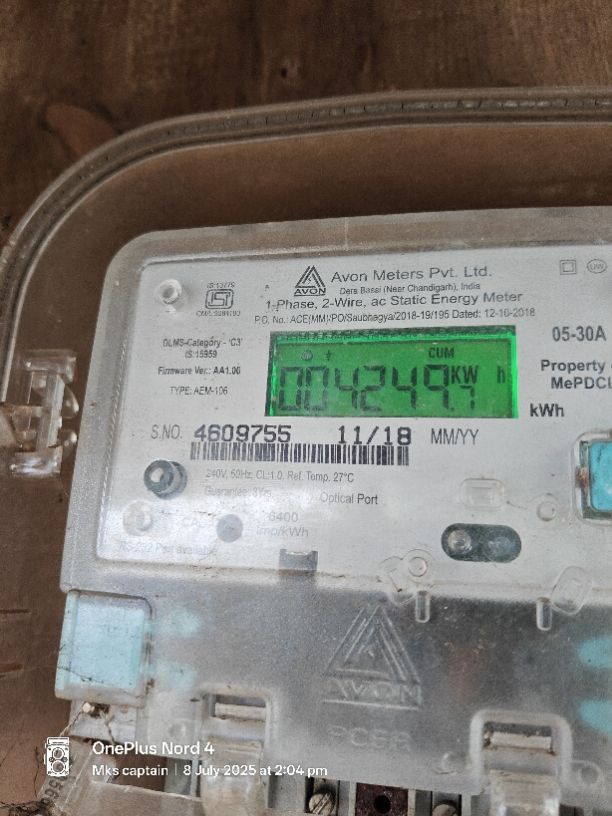 IS:13779
AVON
Avon Meters Pvt. Ltd.
Dera Bassi (Near Chandigarh), India
1-Phase, 2-Wire, ac Static Energy Meter
P.O. No.: ACE(MM)/PO/Saubhagya/2018-19/195 Dated: 12-10-2018
DLMS-Category - 'C3'
IS:15959
Firmware Ver.: AA1.00
TYPE: AEM-106
CUM
004249.7 KW h
kWh
05-30A
Property
MePDCL
S.NO. 4609755 11/18 MM/YY
240V, 50Hz, CL:1.0, Ref. Temp. 27°C
Optical Port
6400
imp/kWh
AVON
OnePlus Nord 4
Mks captain | 8 July 2025 at 2:04 pm